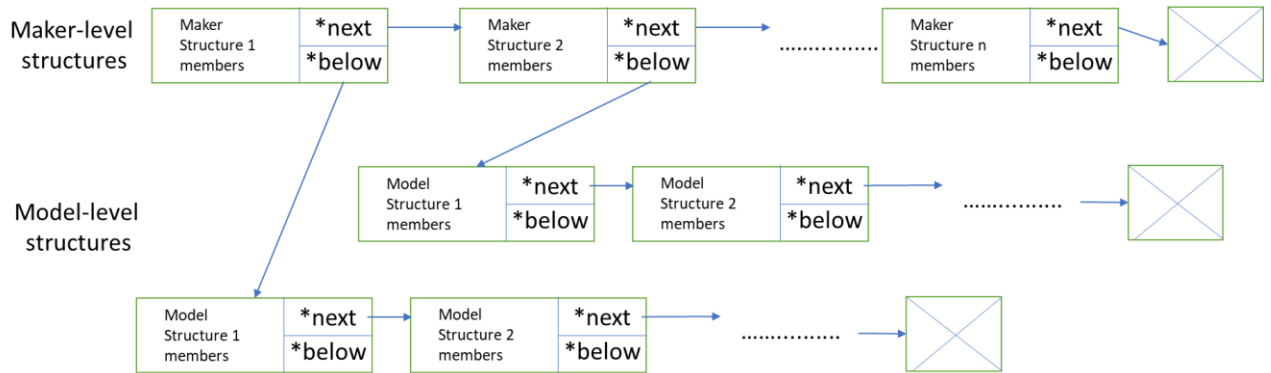 Maker-level
structures
Maker
Structure 1
members
*next
*below
Maker
Structure 2
members
*next
*below
...............
Maker
Structure n
members
*next
*below
Model-level
structures
Model
Structure 1
members
*next
*below
Model
Structure 2
members
*next
*below
...............
Model
Structure 1
members
*next
*below
Model
Structure 2
members
*next
*below
...............